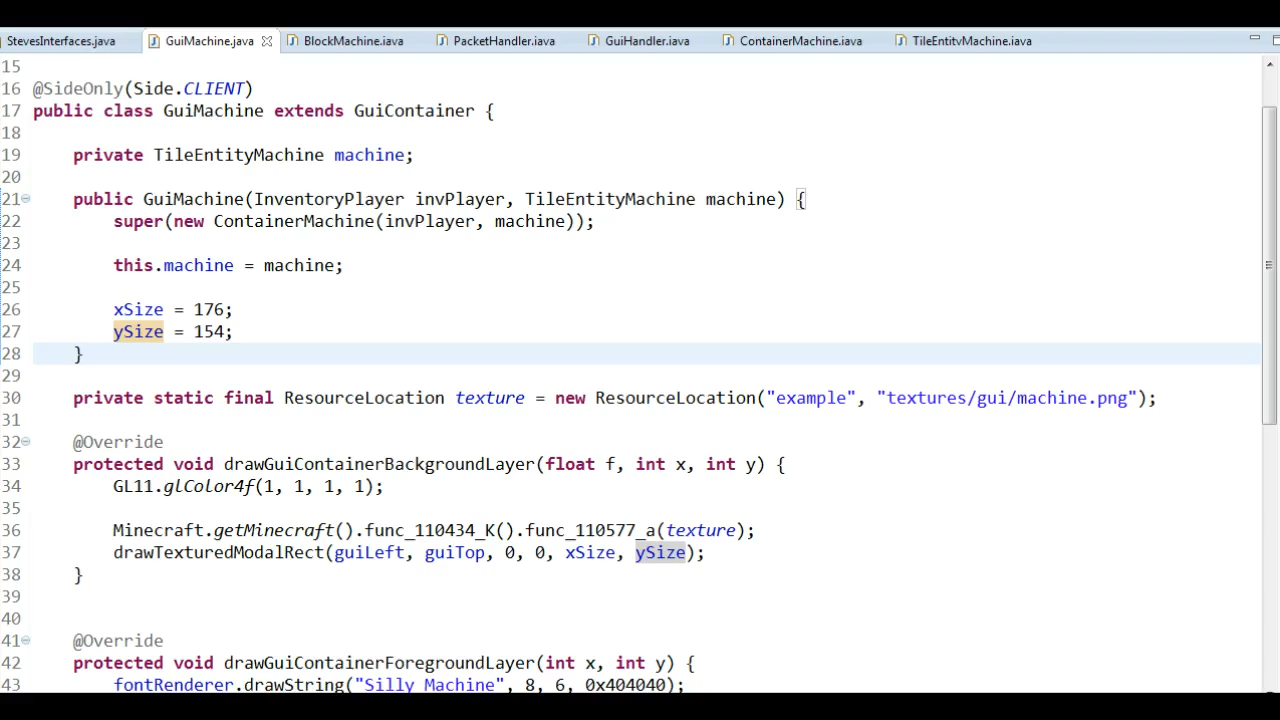 StevesInterfaces.java GuiMachine.java BlockMachine.java PacketHandler.java GuiHandler.java ContainerMachine.java TileEntityMachine.java
15
16 @SideOnly(Side.CLIENT)
17 public class GuiMachine extends GuiContainer {
18
19 private TileEntityMachine machine;
20
21 public GuiMachine(InventoryPlayer invPlayer, TileEntityMachine machine) {
22 super(new ContainerMachine(invPlayer, machine));
23
24 this.machine = machine;
25
26 xSize = 176;
27 ySize = 154;
28 }
29
30 private static final ResourceLocation texture = new ResourceLocation("example", "textures/gui/machine.png");
31
32 @Override
33 protected void drawGuiContainerBackgroundLayer(float f, int x, int y) {
34 GL11.glColor4f(1, 1, 1, 1);
35
36 Minecraft.getMinecraft().func_110434_K().func_110577_a(texture);
37 drawTexturedModalRect(guiLeft, guiTop, 0, 0, xSize, ySize);
38 }
39
40
41 @Override
42 protected void drawGuiContainerForegroundLayer(int x, int y) {
43 fontRenderer.drawString("Silly Machine", 8, 6, 0x404040);